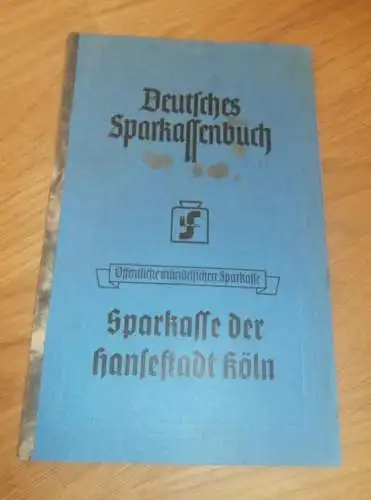 Deutsches
Sparkassenbuch
Öffentliche mündelsichere Sparkasse
Sparkasse der
Hansestadt Köln